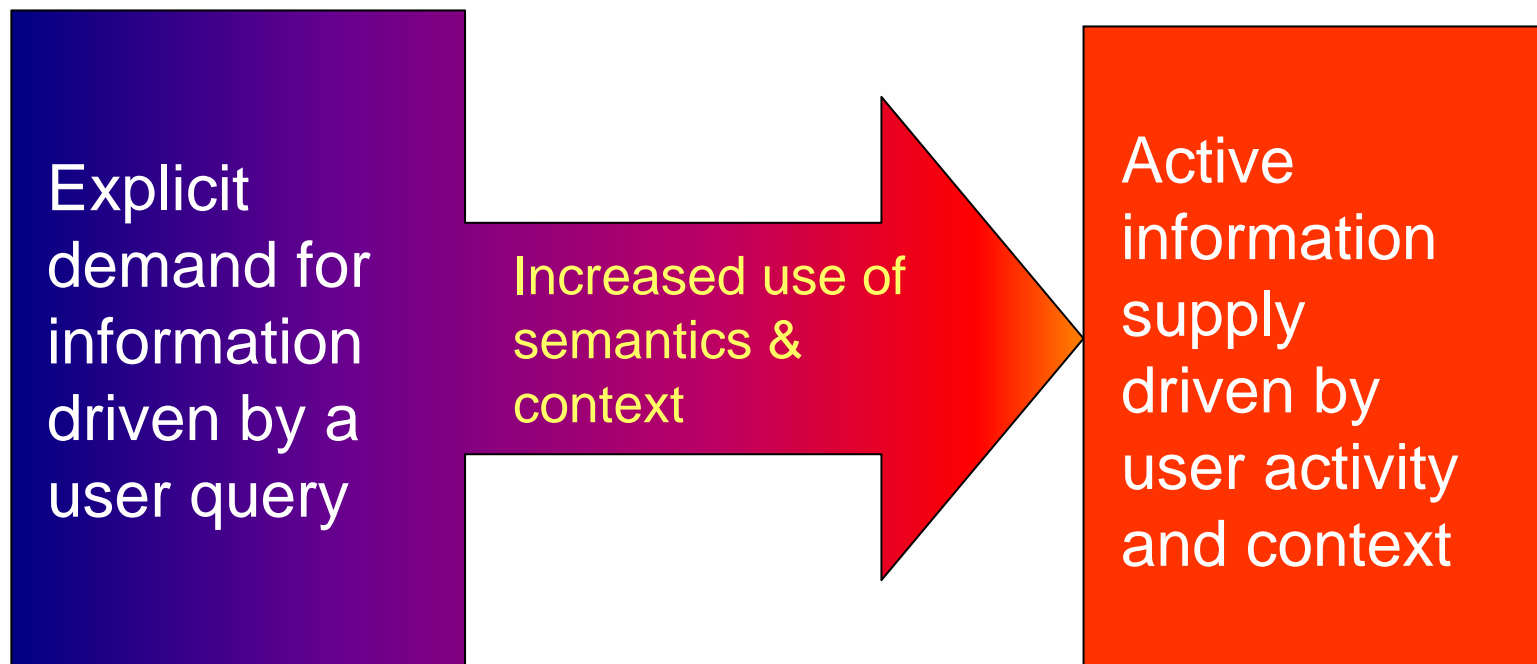 Explicit
demand for
information
driven by a
user query
Increased use of
semantics &
context
Active
information
supply
driven by
user activity
and context